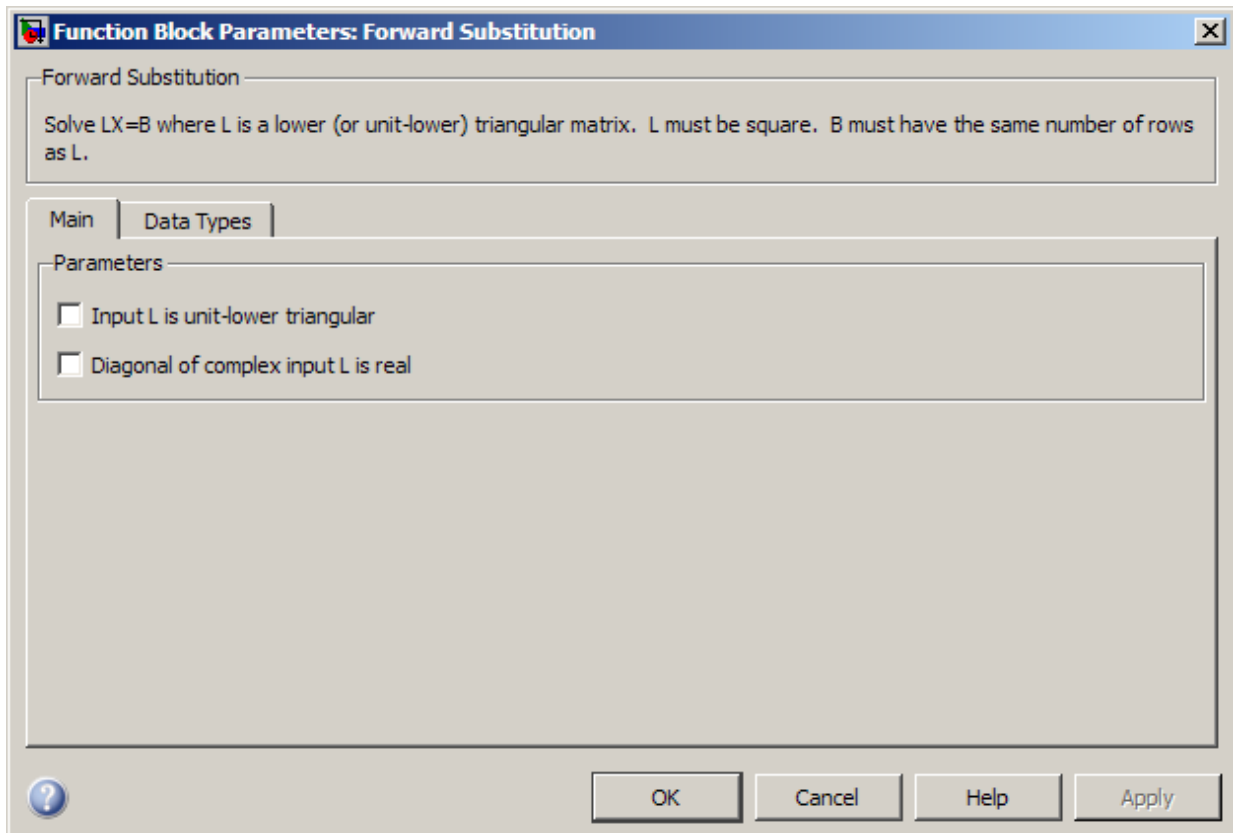 Function Block Parameters: Forward Substitution
Forward Substitution
Solve LX=B where L is a lower (or unit-lower) triangular matrix.  L must be square.  B must have the same number of rows
as L.
Main
Data Types
Parameters
Input L is unit-lower triangular
Diagonal of complex input L is real
?
OK
Cancel
Help
Apply